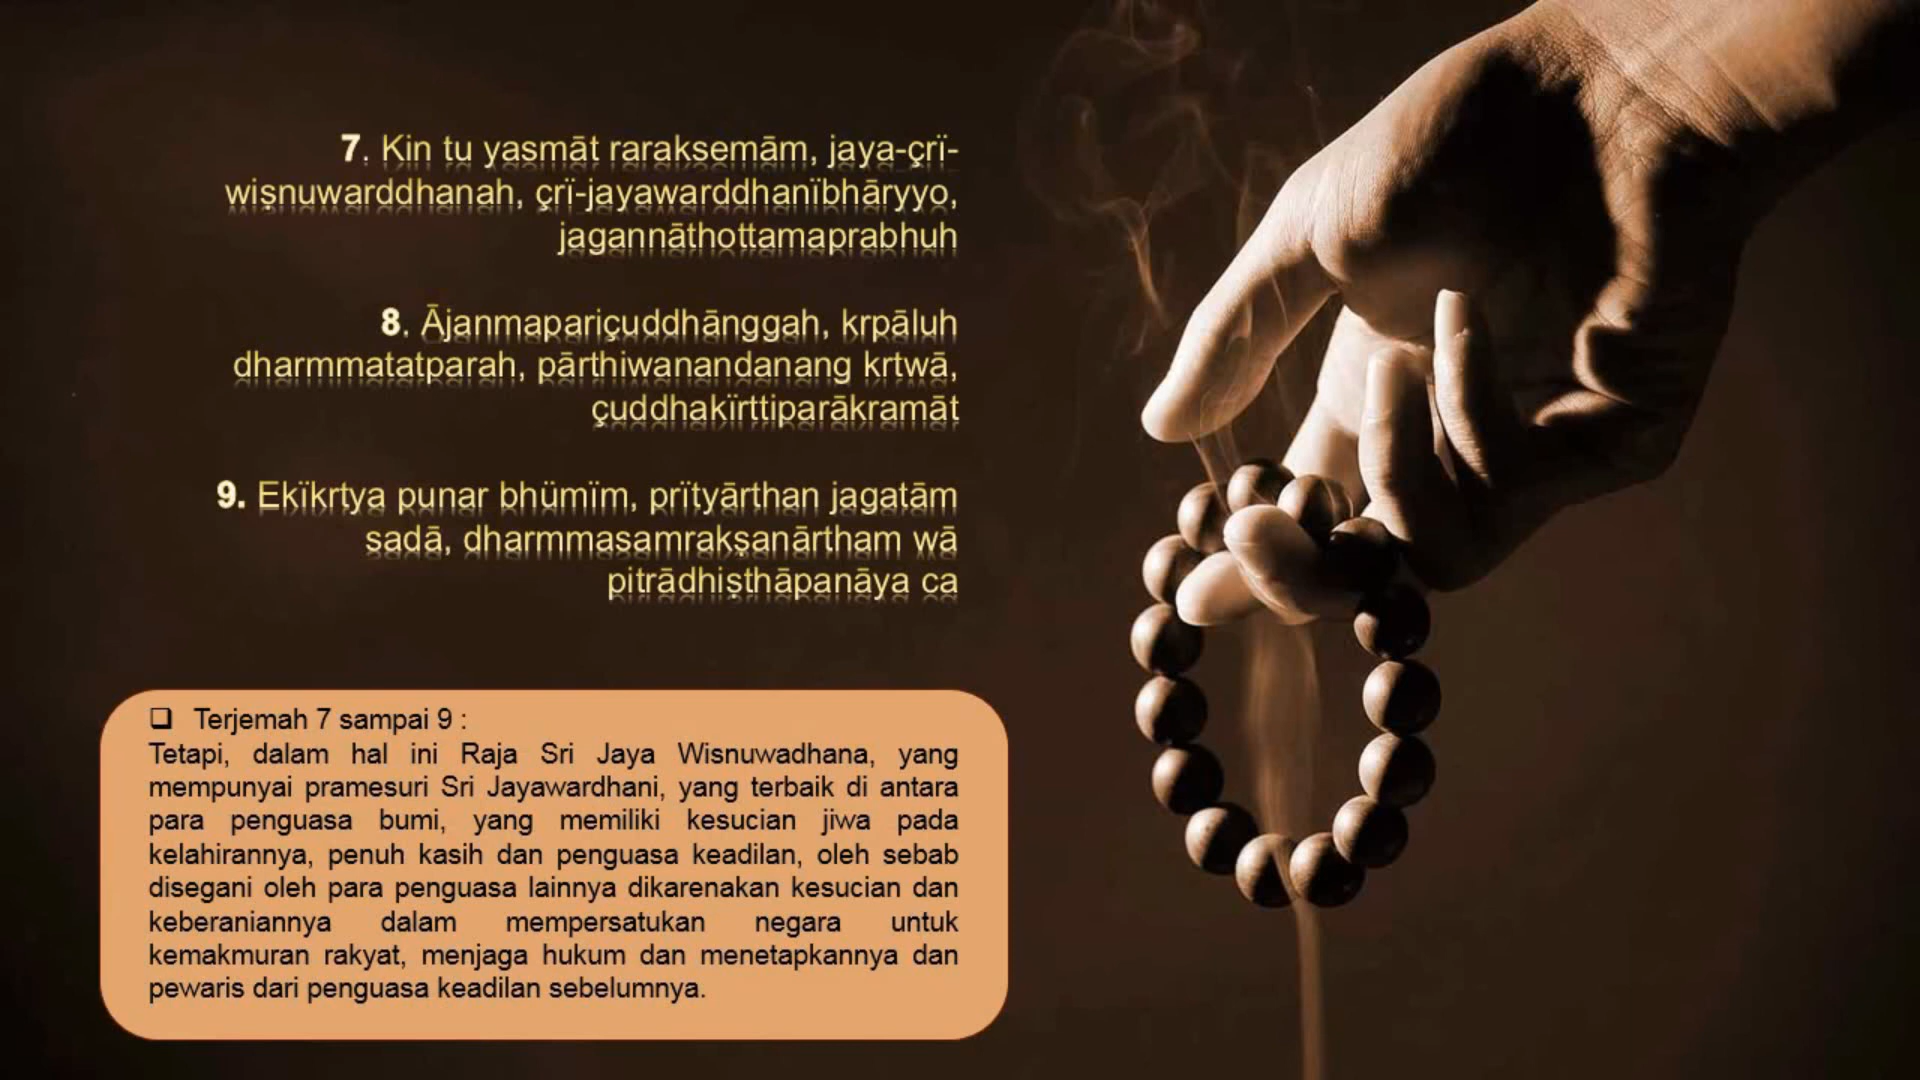 7. Kin tu yasmāt raraksemām, jaya-çrï-
wiṣnuwarddhanah, çrï-jayawarddhanïbhāryyo,
jagannāthottamaprabhuh
8. Ājanmapariçuddhānggah, krpāluh
dharmmatatparah, pārthiwanandanang krtwā,
çuddhakïrttiparākramāt
9. Ekïkrtya punar bhümïm, prïtyārthan jagatām
sadā, dharmmasamrakṣanārtham wā
pitrādhiṣthāpanāya ca
❑ Terjemah 7 sampai 9 :
Tetapi, dalam hal ini Raja Sri Jaya Wisnuwadhana, yang
mempunyai pramesuri Sri Jayawardhani, yang terbaik di antara
para penguasa bumi, yang memiliki kesucian jiwa pada
kelahirannya, penuh kasih dan penguasa keadilan, oleh sebab
disegani oleh para penguasa lainnya dikarenakan kesucian dan
keberaniannya dalam mempersatukan negara untuk
kemakmuran rakyat, menjaga hukum dan menetapkannya dan
pewaris dari penguasa keadilan sebelumnya.